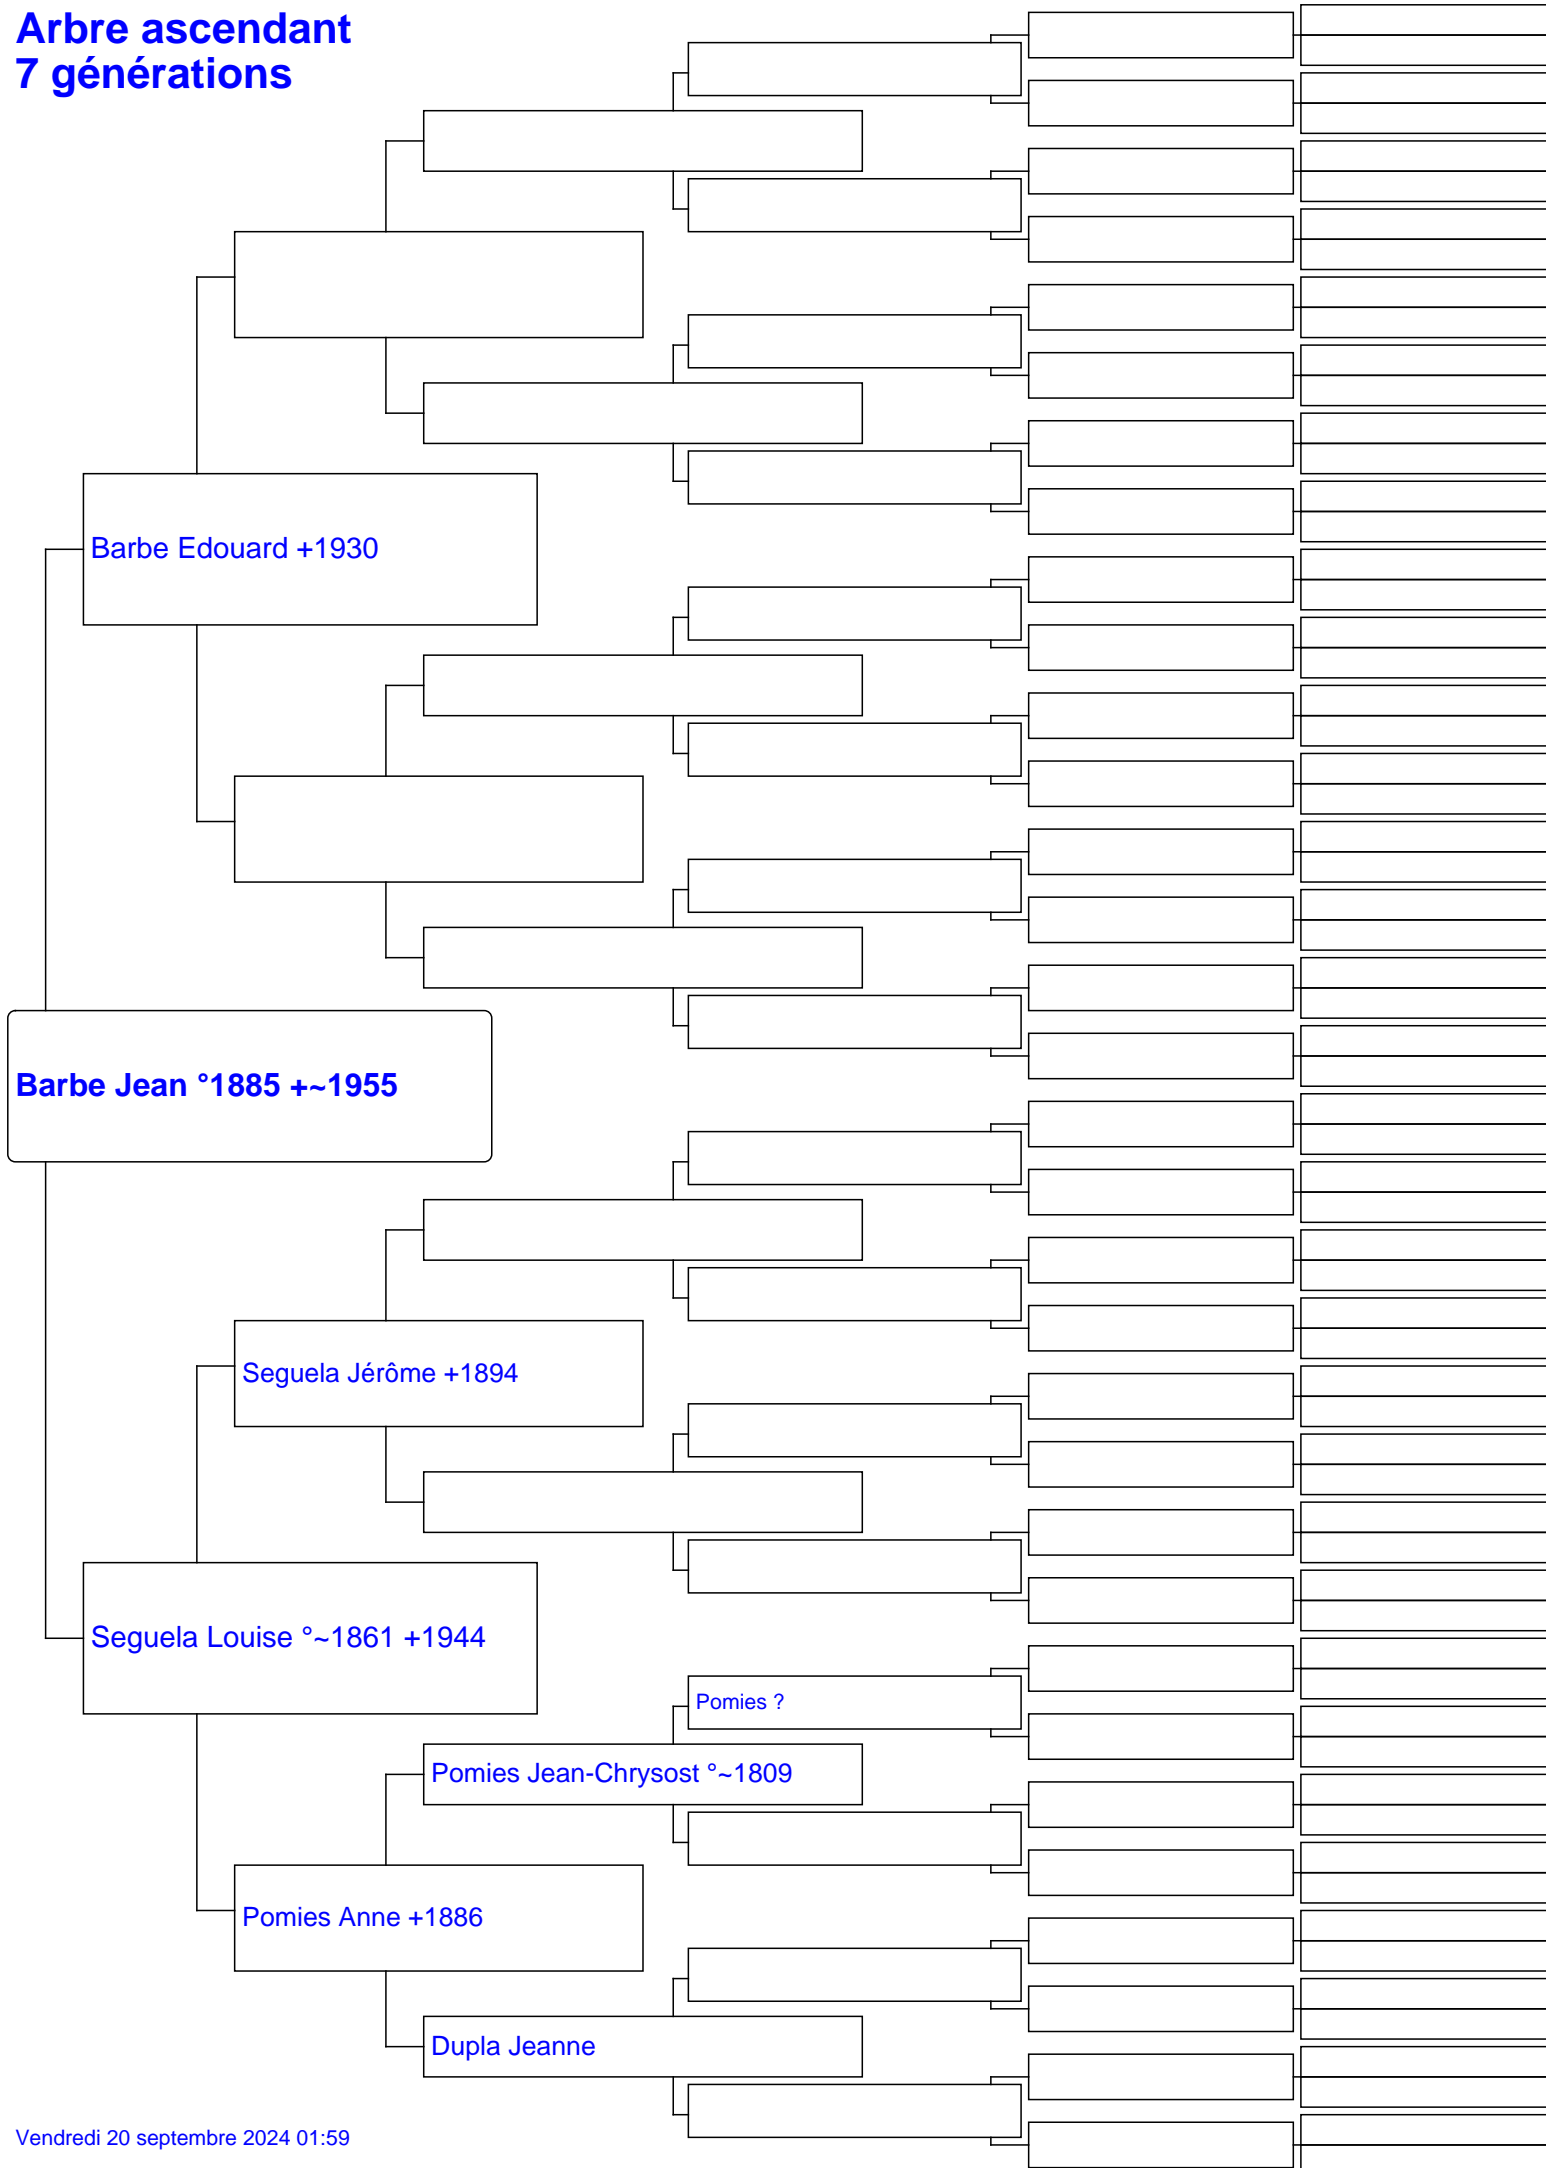 Arbre ascendant
7 générations
Barbe Edouard +1930
Barbe Jean °1885 +~1955
Seguela Jérôme +1894
Seguela Louise °~1861 +1944
Pomies ?
Pomies Jean-Chrysost °~1809
Pomies Anne +1886
Dupla Jeanne
Vendredi 20 septembre 2024 01:59